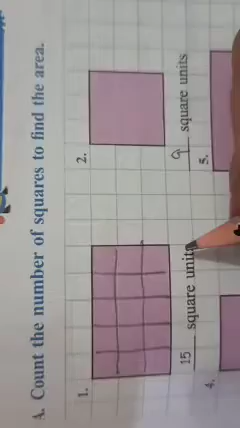 A. Count the number of squares to find the area.
1.
2.
15 square units
9 square units
4.
5.